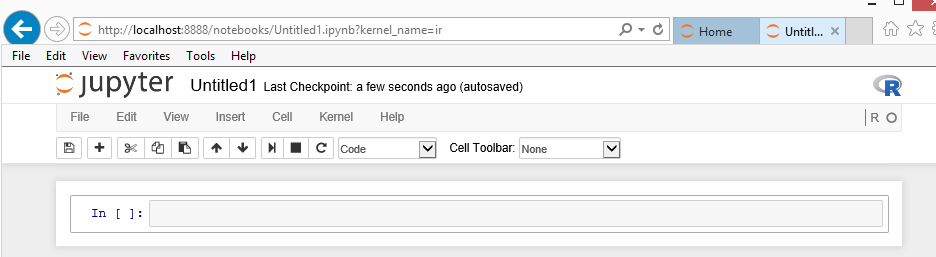 http://localhost:8888/notebooks/Untitled1.ipynb?kernel_name=ir Home Untitl...
File Edit View Favorites Tools Help
jupyter Untitled1 Last Checkpoint: a few seconds ago (autosaved) R
File Edit View Insert Cell Kernel Help R
Code Cell Toolbar: None
In [ ]: